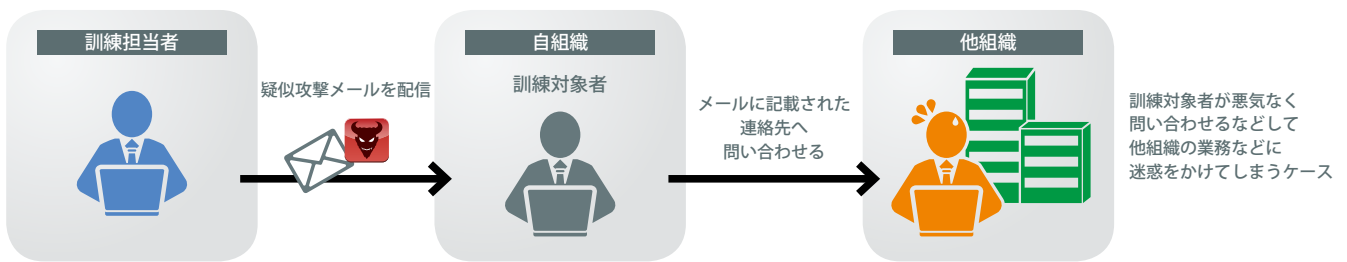 訓練担当者
疑似攻撃メールを配信
自組織
訓練対象者
メールに記載された
連絡先へ
問い合わせる
他組織
訓練対象者が悪気なく
問い合わせるなどして
他組織の業務などに
迷惑をかけてしまうケース